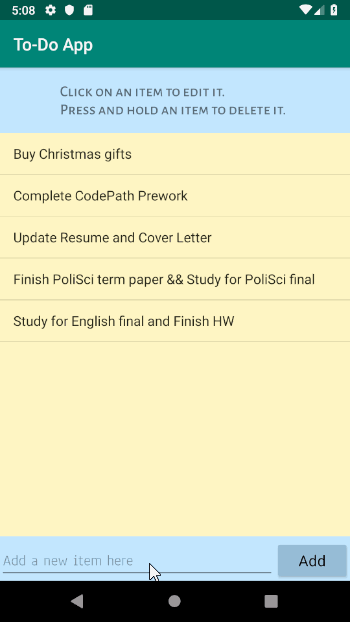 5:08
To-Do App
Click on an item to edit it.
Press and hold an item to delete it.
Buy Christmas gifts
Complete CodePath Prework
Update Resume and Cover Letter
Finish PoliSci term paper && Study for PoliSci final
Study for English final and Finish HW
Add a new item here
Add